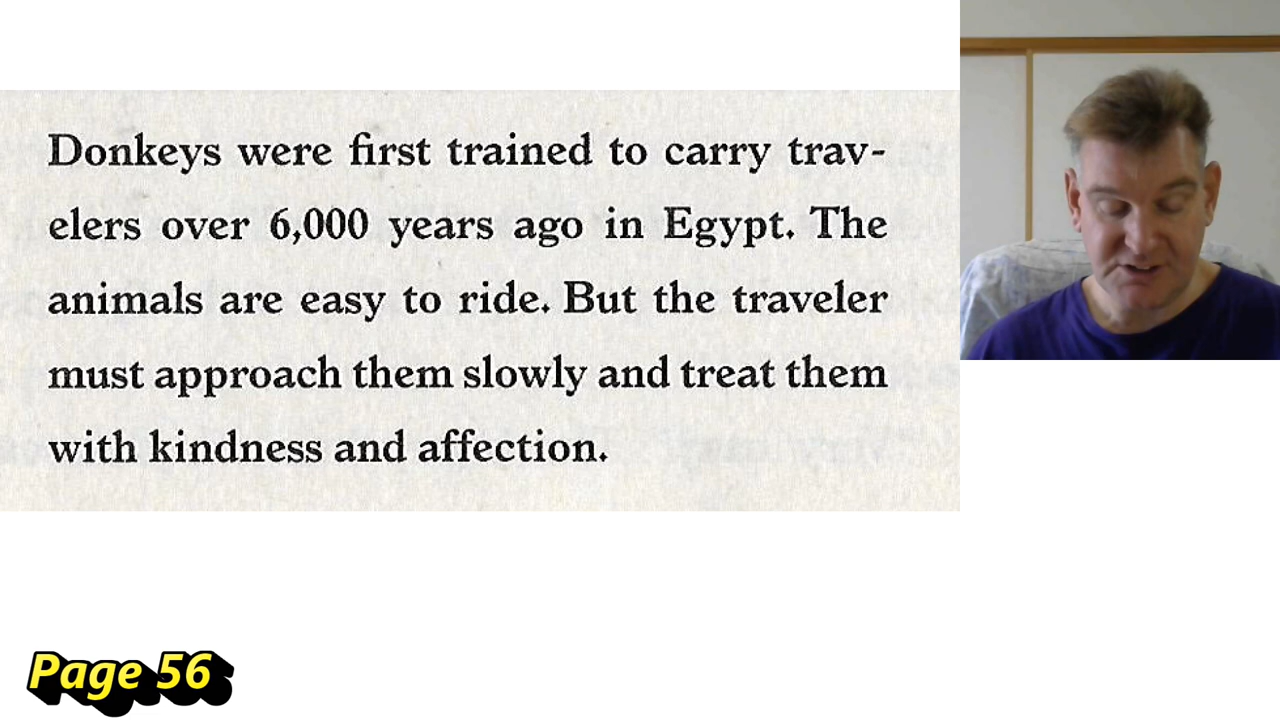 Donkeys were first trained to carry trav-
elers over 6,000 years ago in Egypt. The
animals are easy to ride. But the traveler
must approach them slowly and treat them
with kindness and affection.
Page 56